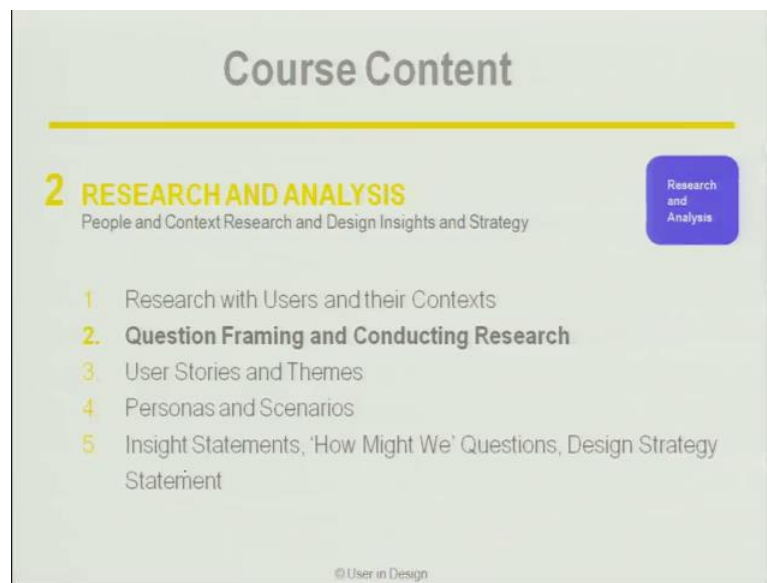 Course Content
2 RESEARCH AND ANALYSIS
People and Context Research and Design Insights and Strategy
Research
and
Analysis
1. Research with Users and their Contexts
2. Question Framing and Conducting Research
3. User Stories and Themes
4. Personas and Scenarios
5 Insight Statements, ‘How Might We’ Questions, Design Strategy
Statement
© User in Design